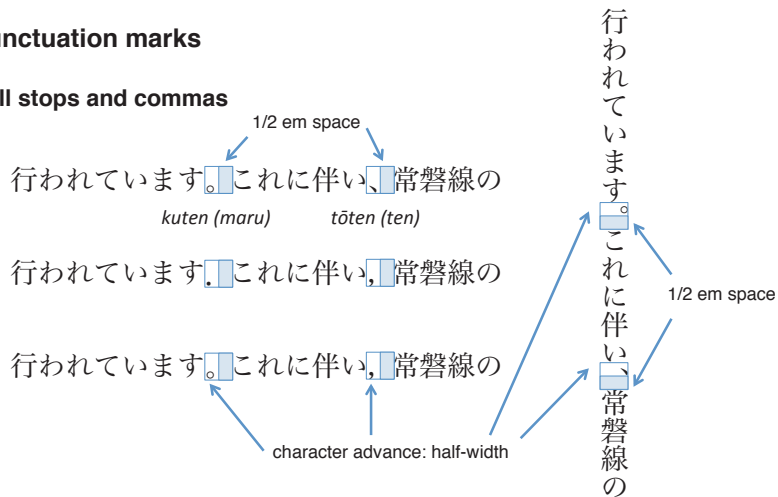 nctuation marks
ll stops and commas
1/2 em space
行われています。これに伴い、常磐線の
kuten (maru)
tōten (ten)
行われています．これに伴い，常磐線の
行われています。これに伴い，常磐線の
character advance: half-width
行われています。これに伴い、常磐線の
1/2 em space